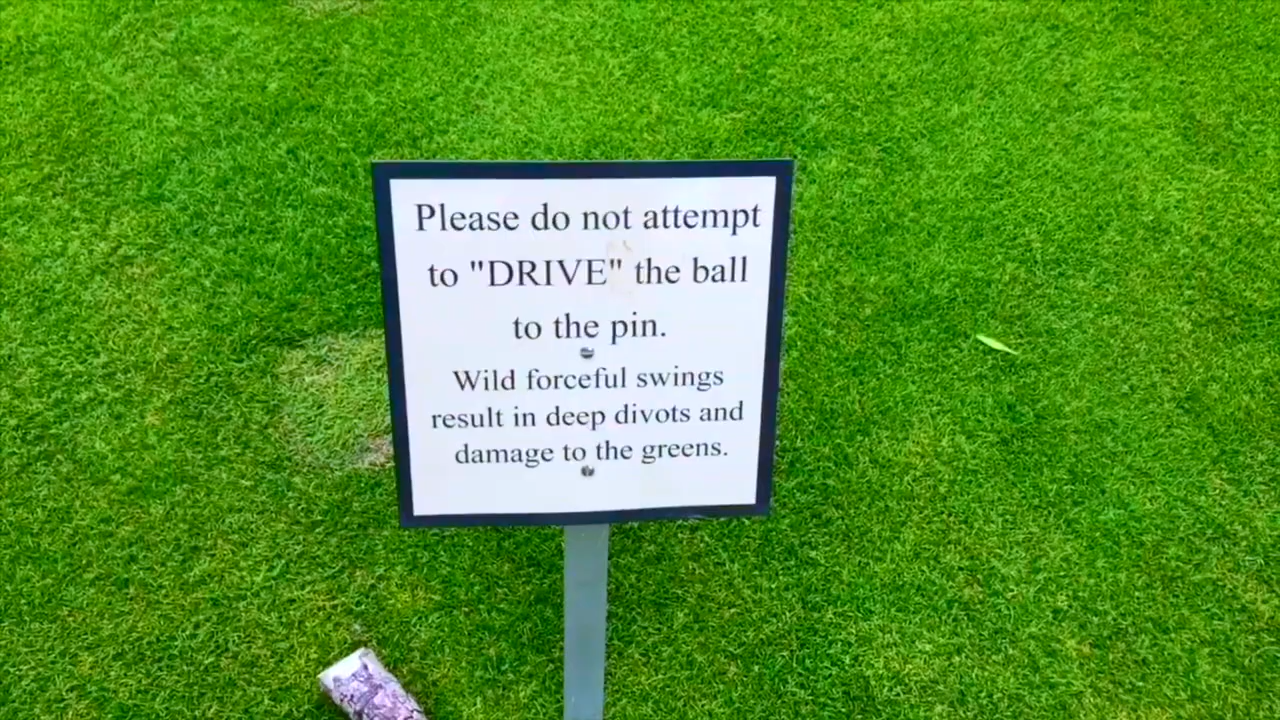 Please do not attempt
to "DRIVE" the ball
to the pin.
Wild forceful swings
result in deep divots and
damage to the greens.